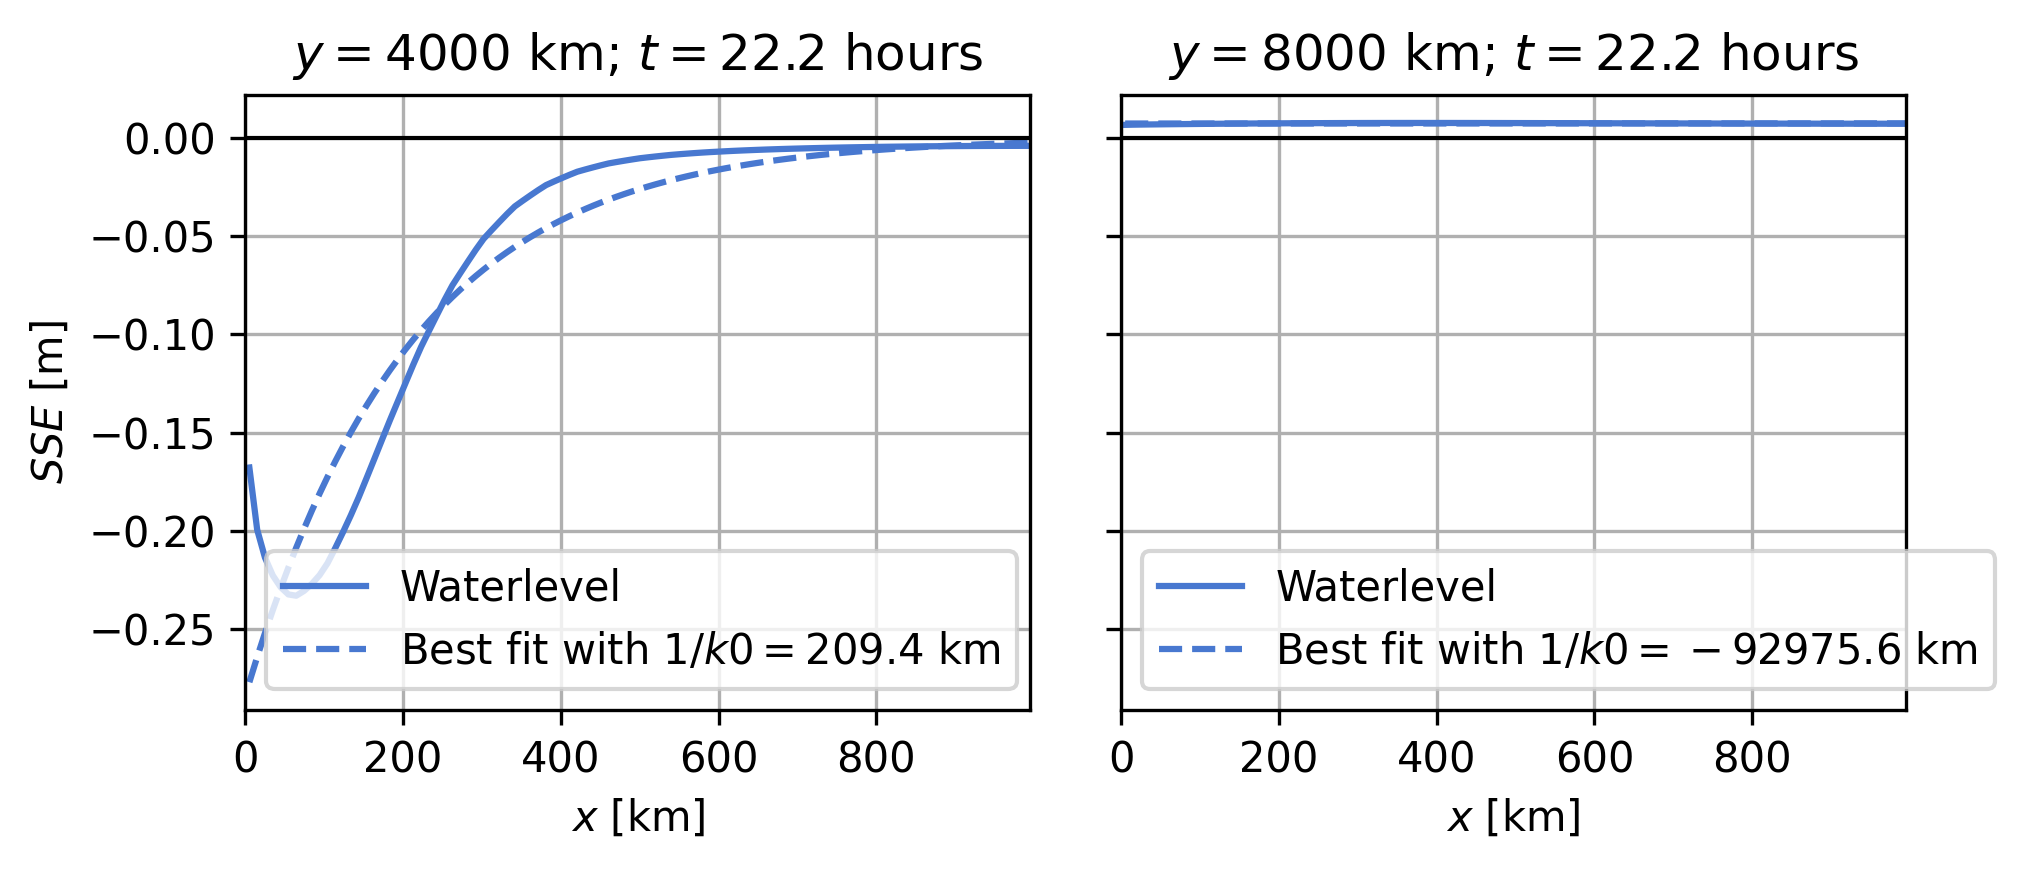 y = 4000 km; t = 22.2 hours
SSE [m]
0.00
−0.05
−0.10
−0.15
−0.20
−0.25
Waterlevel
Best fit with 1/k0 = 209.4 km
0 200 400 600 800
x [km]
y = 8000 km; t = 22.2 hours
Waterlevel
Best fit with 1/k0 = −92975.6 km
0 200 400 600 800
x [km]